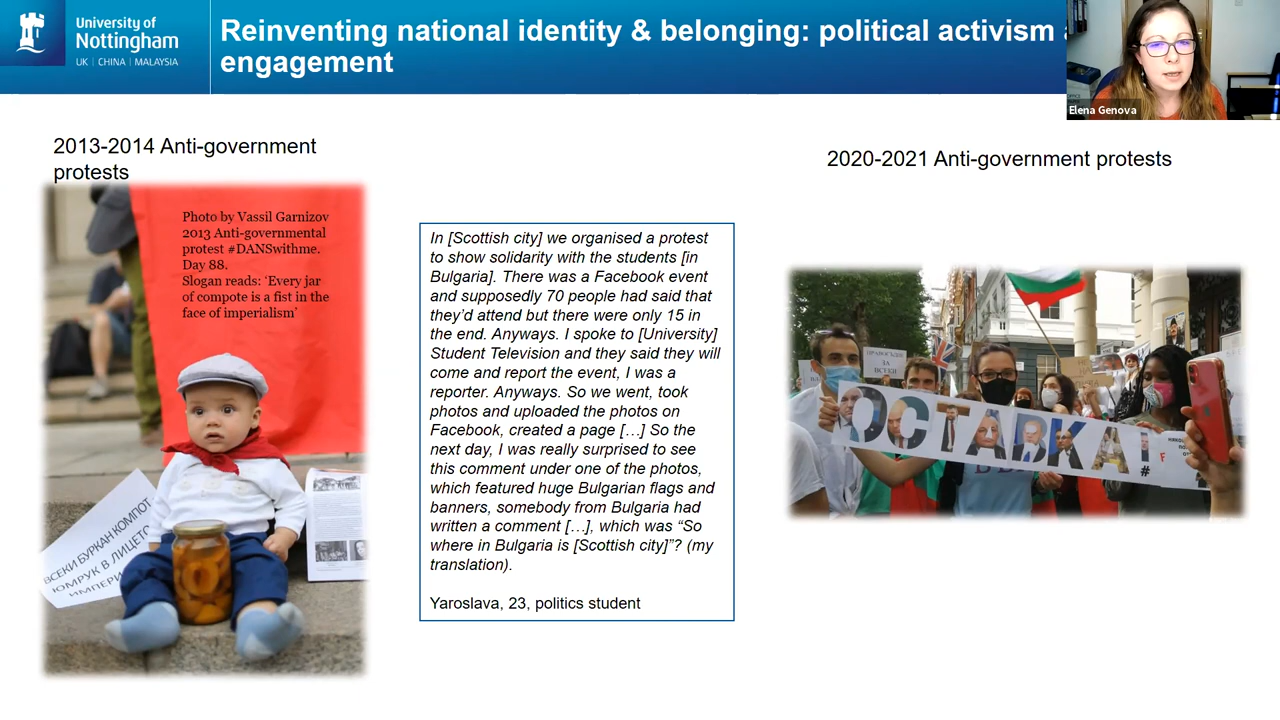 University of
Nottingham
UK | CHINA | MALAYSIA
Reinventing national identity & belonging: political activism
engagement
Elena Genova
2013-2014 Anti-government
protests
Photo by Vassil Garnizov
2013 Anti-governmental
protest #DANSwithme.
Day 88.
Slogan reads: ‘Every jar
of compote is a fist in the
face of imperialism’
ВСЕКИ БУРКАН КОМПОТ
ЮМРУК В ЛИЦЕТО
In [Scottish city] we organised a protest
to show solidarity with the students [in
Bulgaria]. There was a Facebook event
and supposedly 70 people had said that
they’d attend but there were only 15 in
the end. Anyways. I spoke to [University]
Student Television and they said they will
come and report the event, I was a
reporter. Anyways. So we went, took
photos and uploaded the photos on
Facebook, created a page […] So the
next day, I was really surprised to see
this comment under one of the photos,
which featured huge Bulgarian flags and
banners, somebody from Bulgaria had
written a comment […], which was “So
where in Bulgaria is [Scottish city]”? (my
translation).
Yaroslava, 23, politics student
2020-2021 Anti-government protests
ПРАВОСЪДИЕ
ЗА
ВСЕКИ
ОСТАВКА!
#